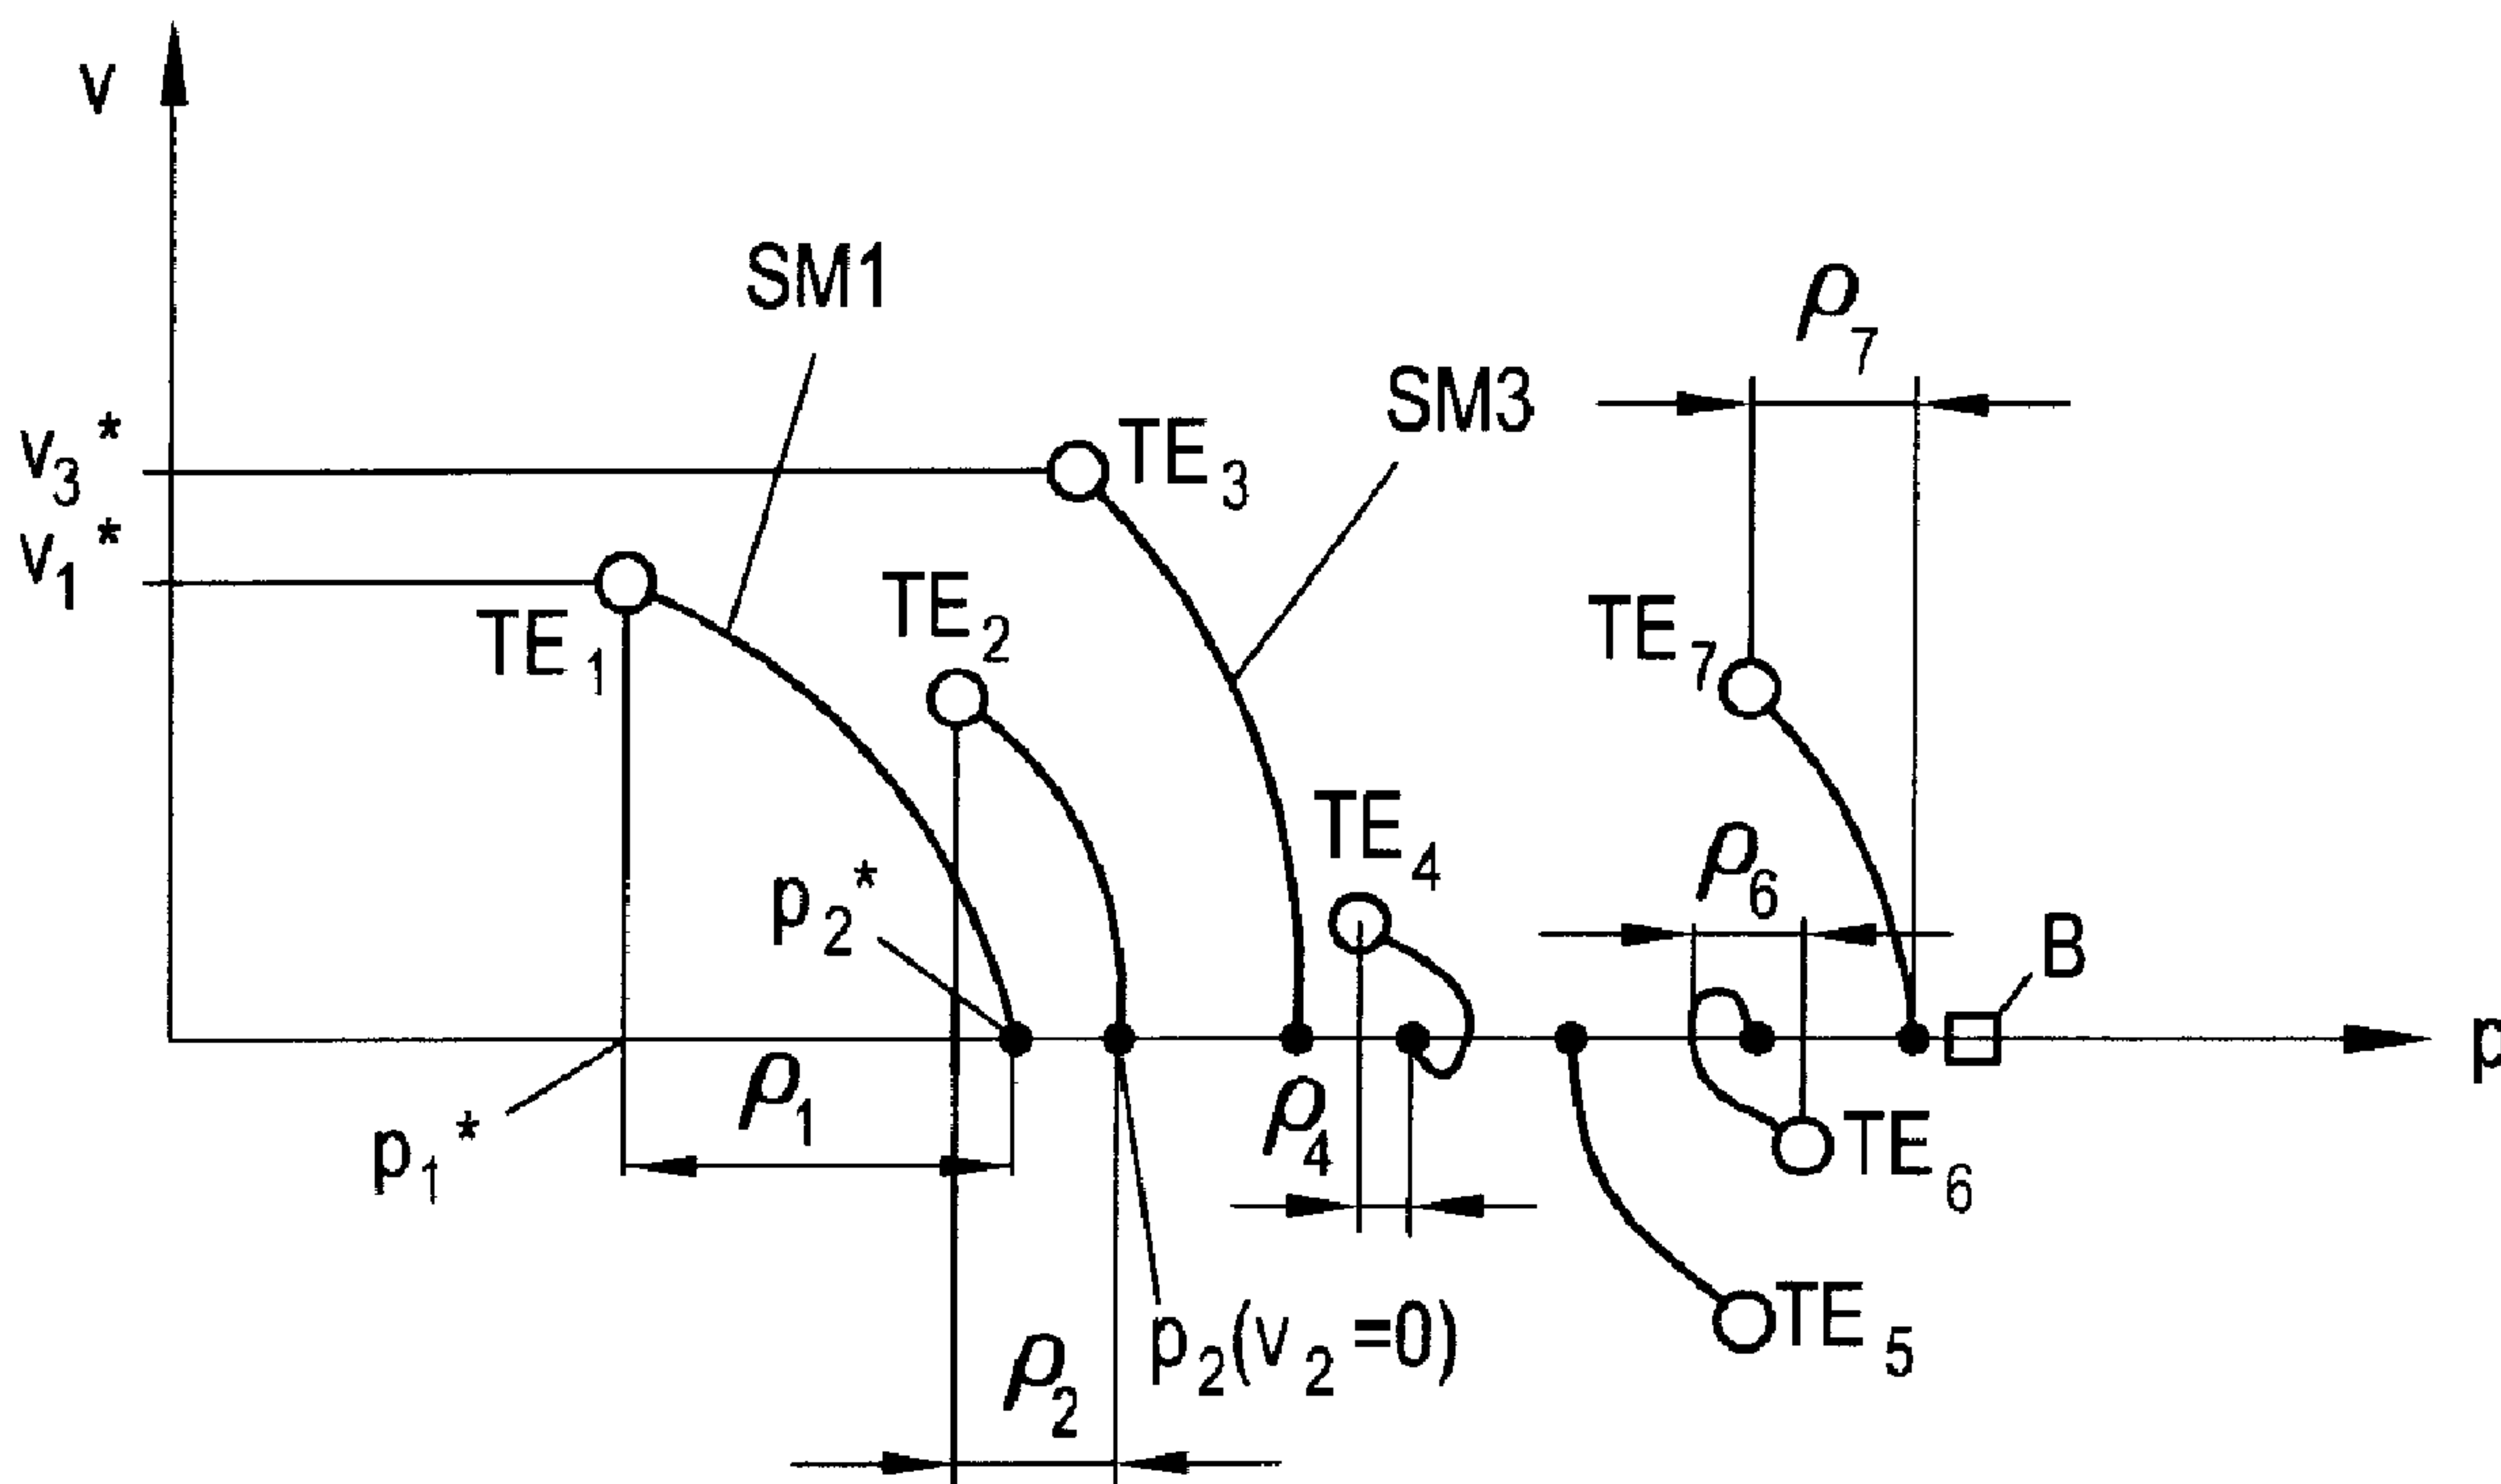 v
SM1
ρ7
SM3
v3*
TE3
v1*
TE2
TE7
TE1
TE4
ρ6
p2*
B
p
ρ1
ρ4
p1*
TE6
TE5
p2(v2=0)
ρ2